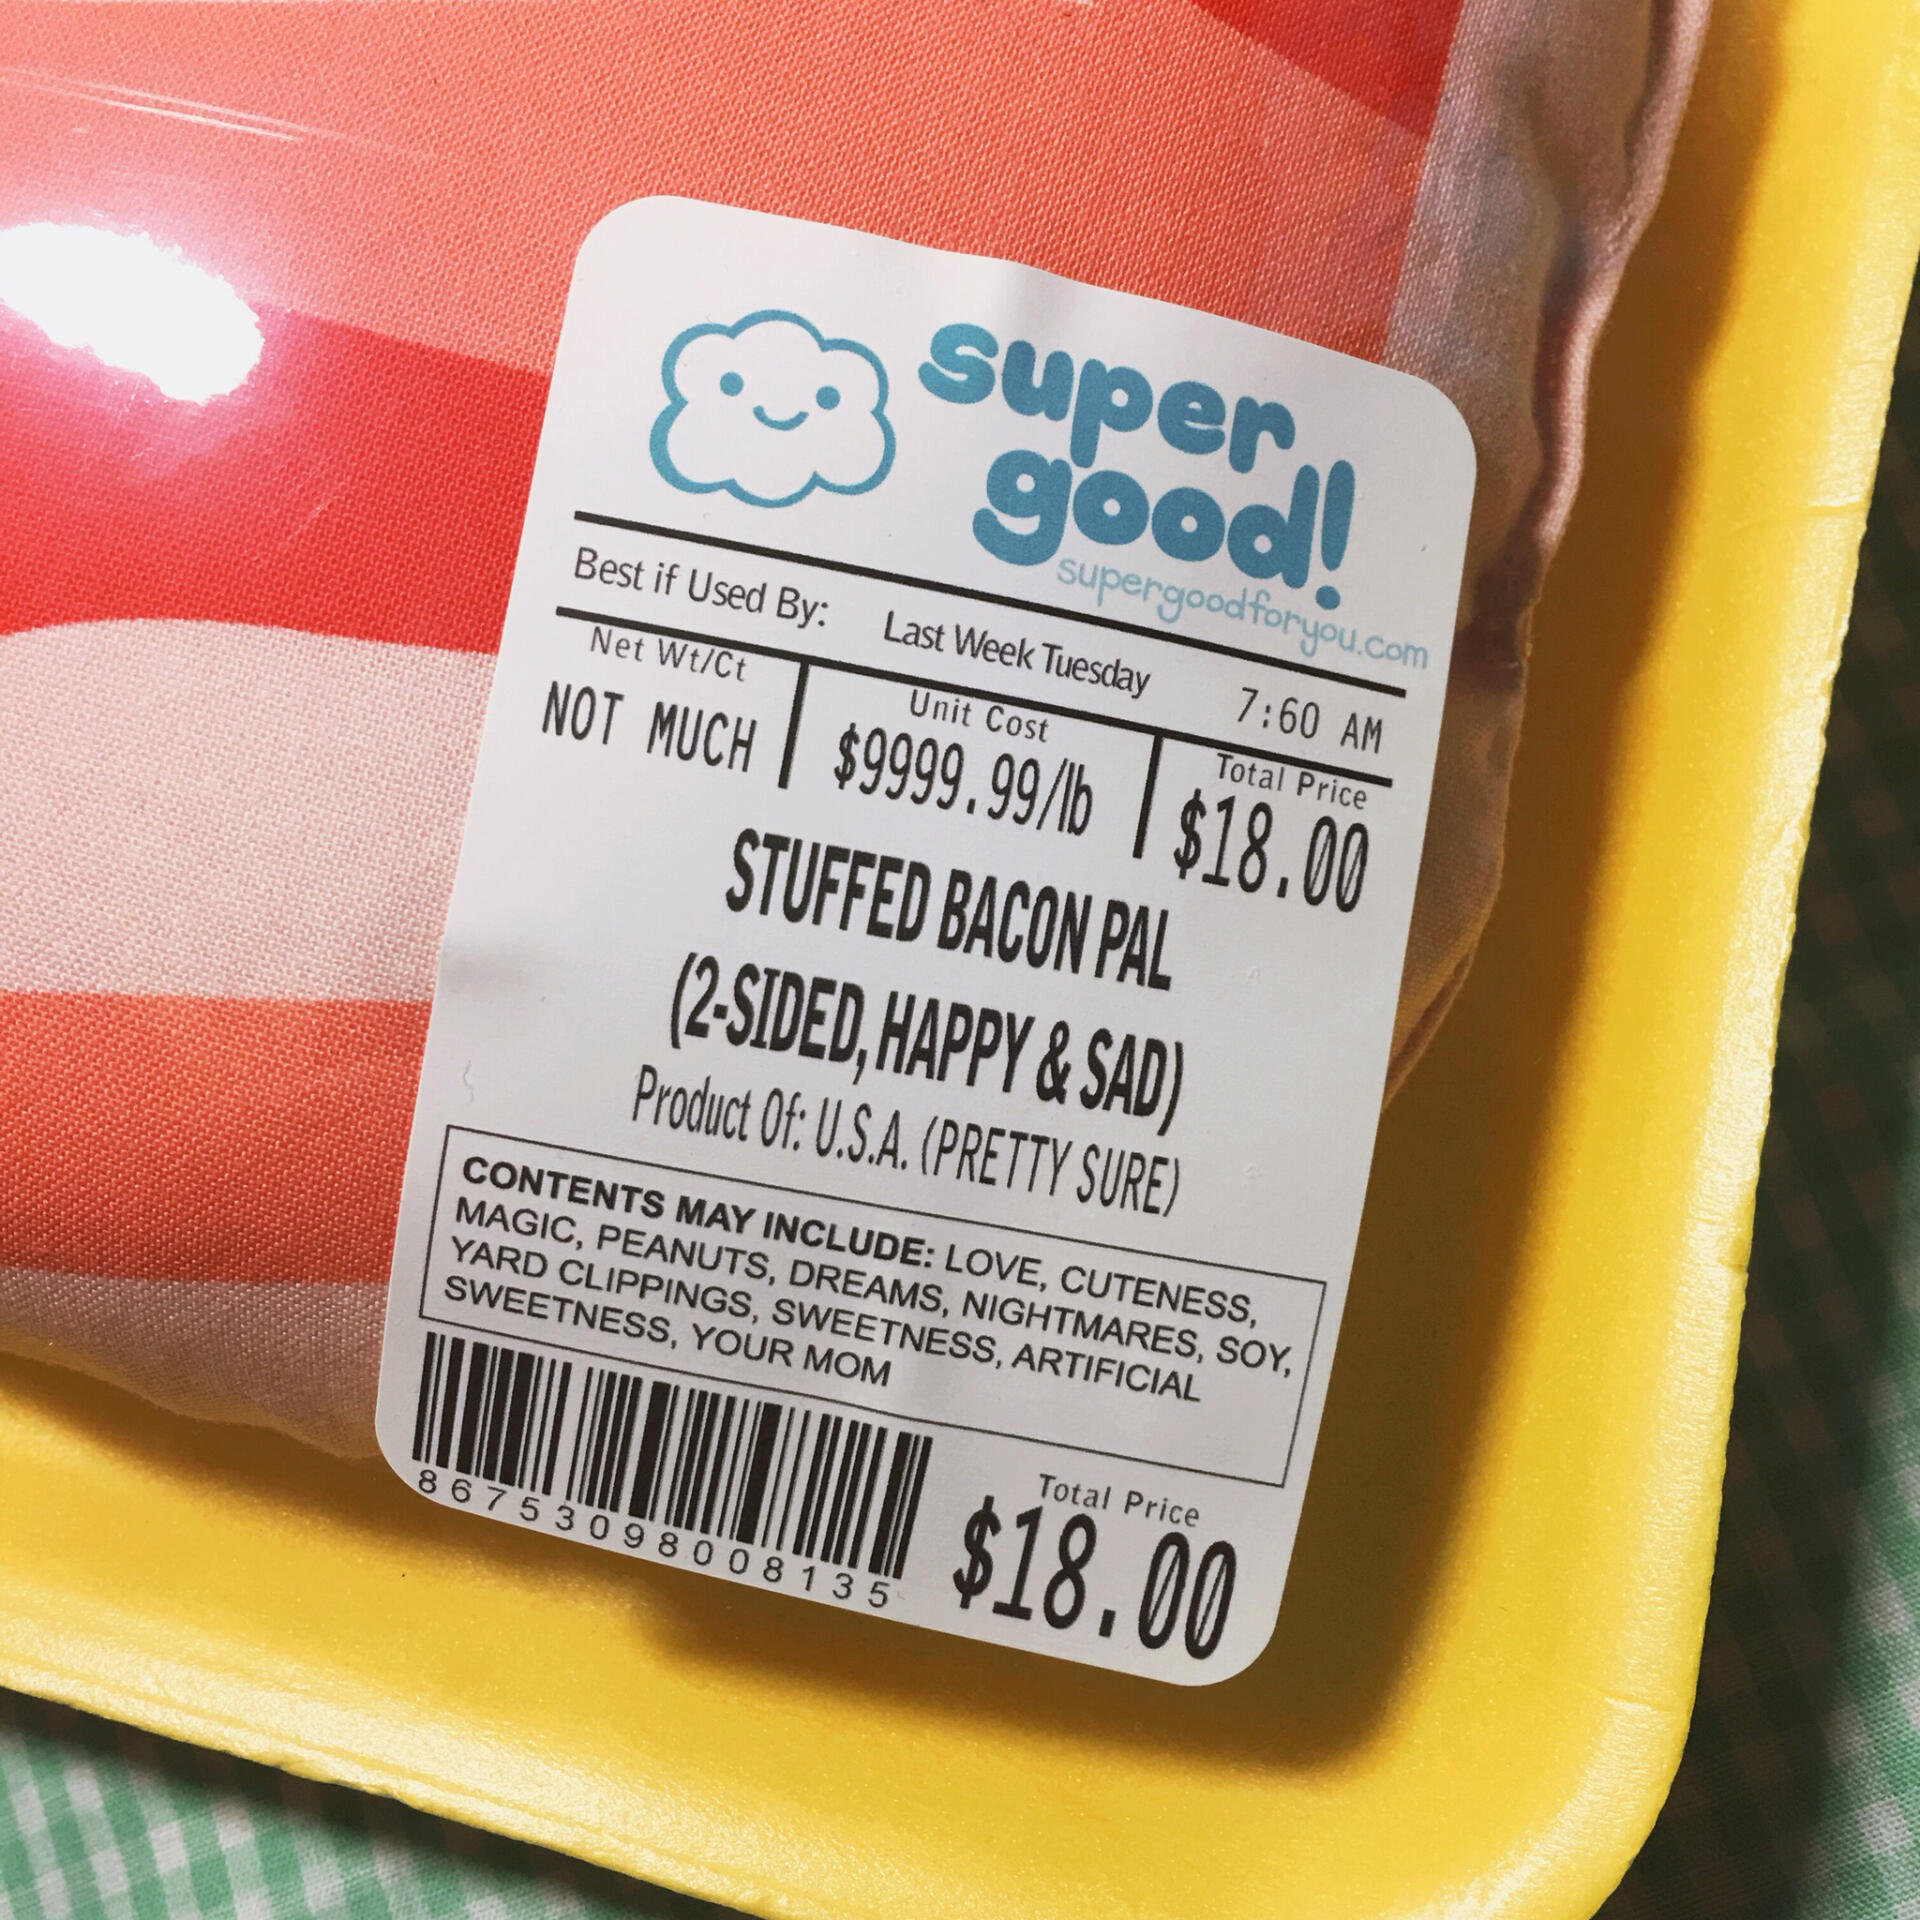 super
good!
supergoodforyou.com
Best if Used By: Last Week Tuesday 7:60 AM
Net Wt/Ct Unit Cost Total Price
NOT MUCH $9999.99/lb $18.00
STUFFED BACON PAL
(2-SIDED, HAPPY & SAD)
Product Of: U.S.A. (PRETTY SURE)
CONTENTS MAY INCLUDE: LOVE, CUTENESS,
MAGIC, PEANUTS, DREAMS, NIGHTMARES, SOY,
YARD CLIPPINGS, SWEETNESS, ARTIFICIAL
SWEETNESS, YOUR MOM
Total Price
$18.00
86753098008135